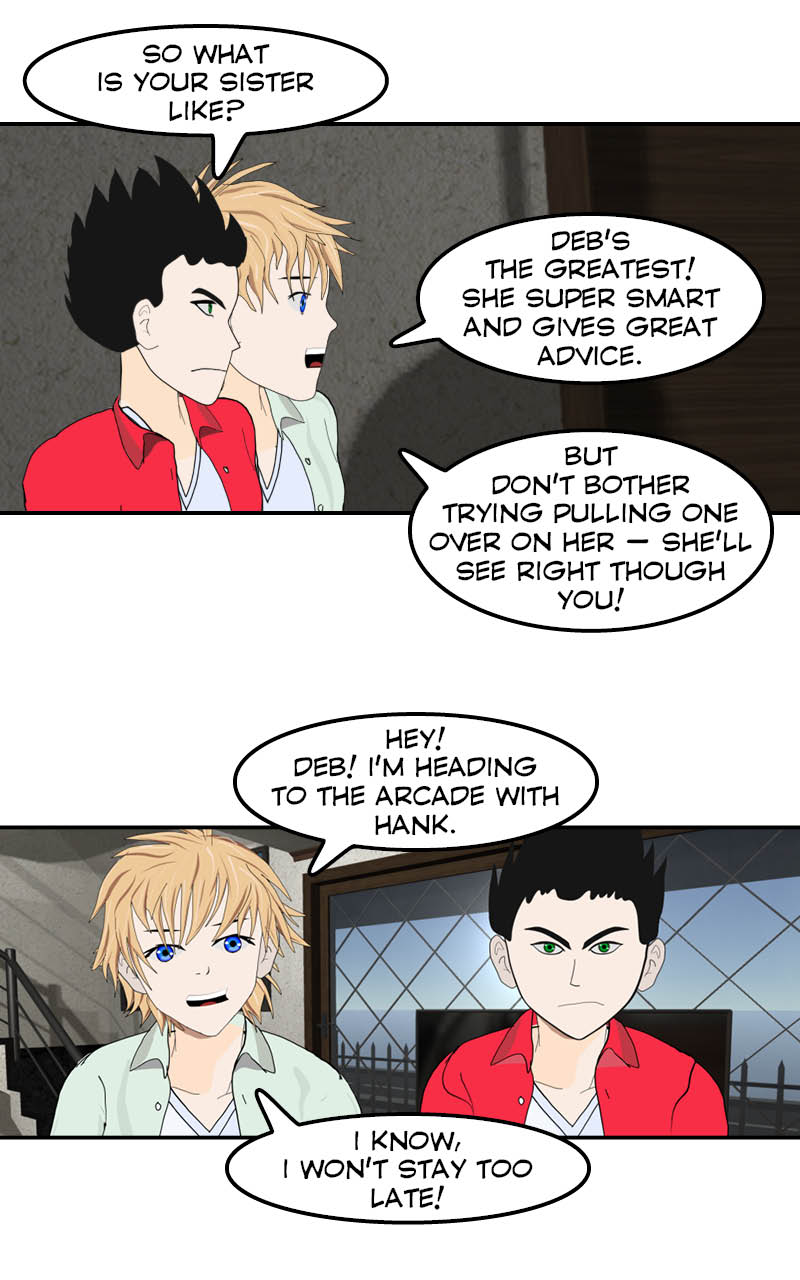 SO WHAT
IS YOUR SISTER
LIKE?
DEB'S
THE GREATEST!
SHE SUPER SMART
AND GIVES GREAT
ADVICE.
BUT
DON'T BOTHER
TRYING PULLING ONE
OVER ON HER – SHE'LL
SEE RIGHT THOUGH
YOU!
HEY!
DEB! I'M HEADING
TO THE ARCADE WITH
HANK.
I KNOW,
I WON'T STAY TOO
LATE!